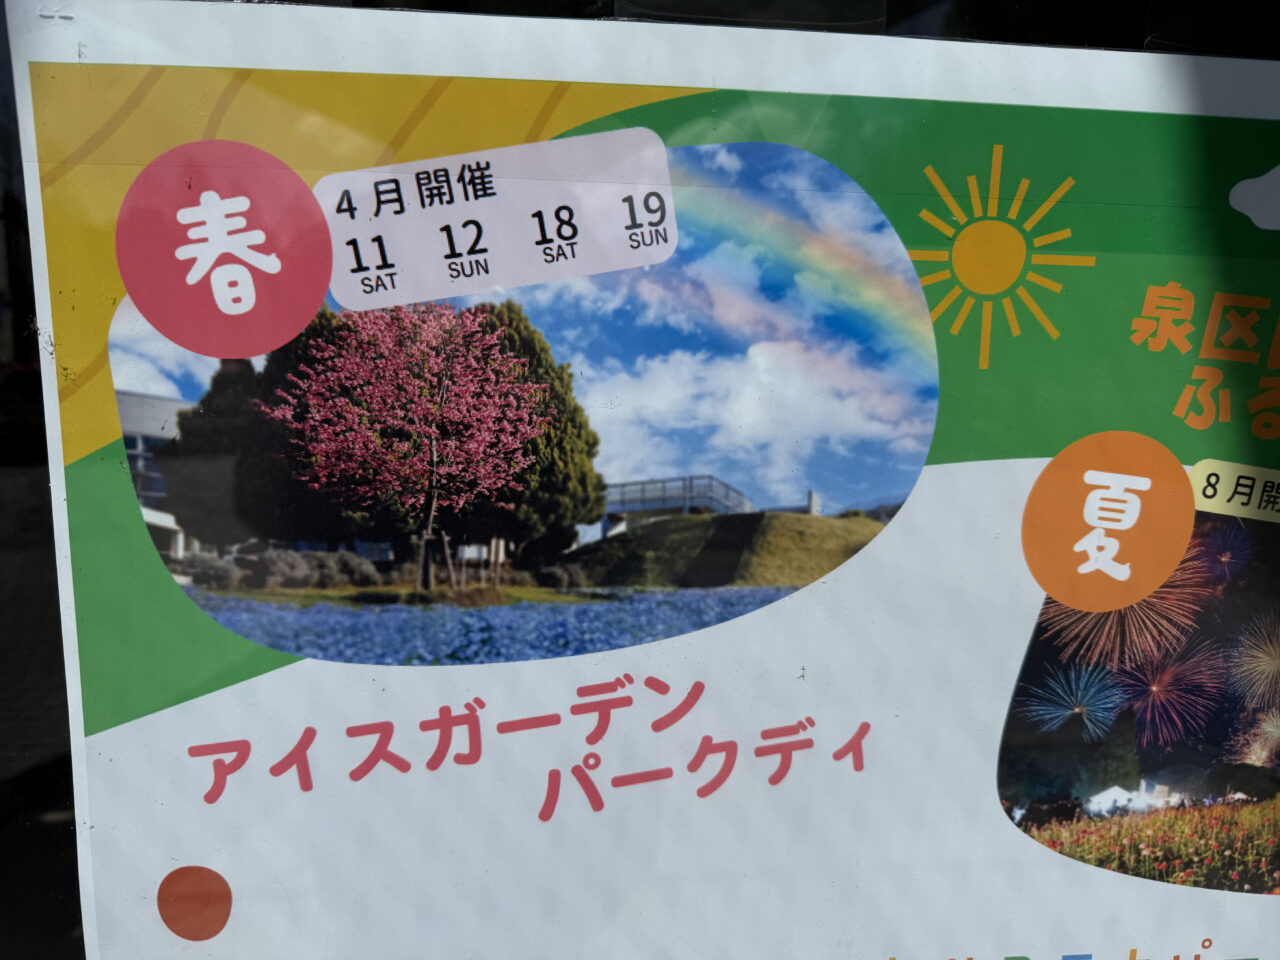 春
4月開催
11 12 18 19
SAT SUN SAT SUN
アイスガーデン
パークディ
泉区
ふる
夏
8月開